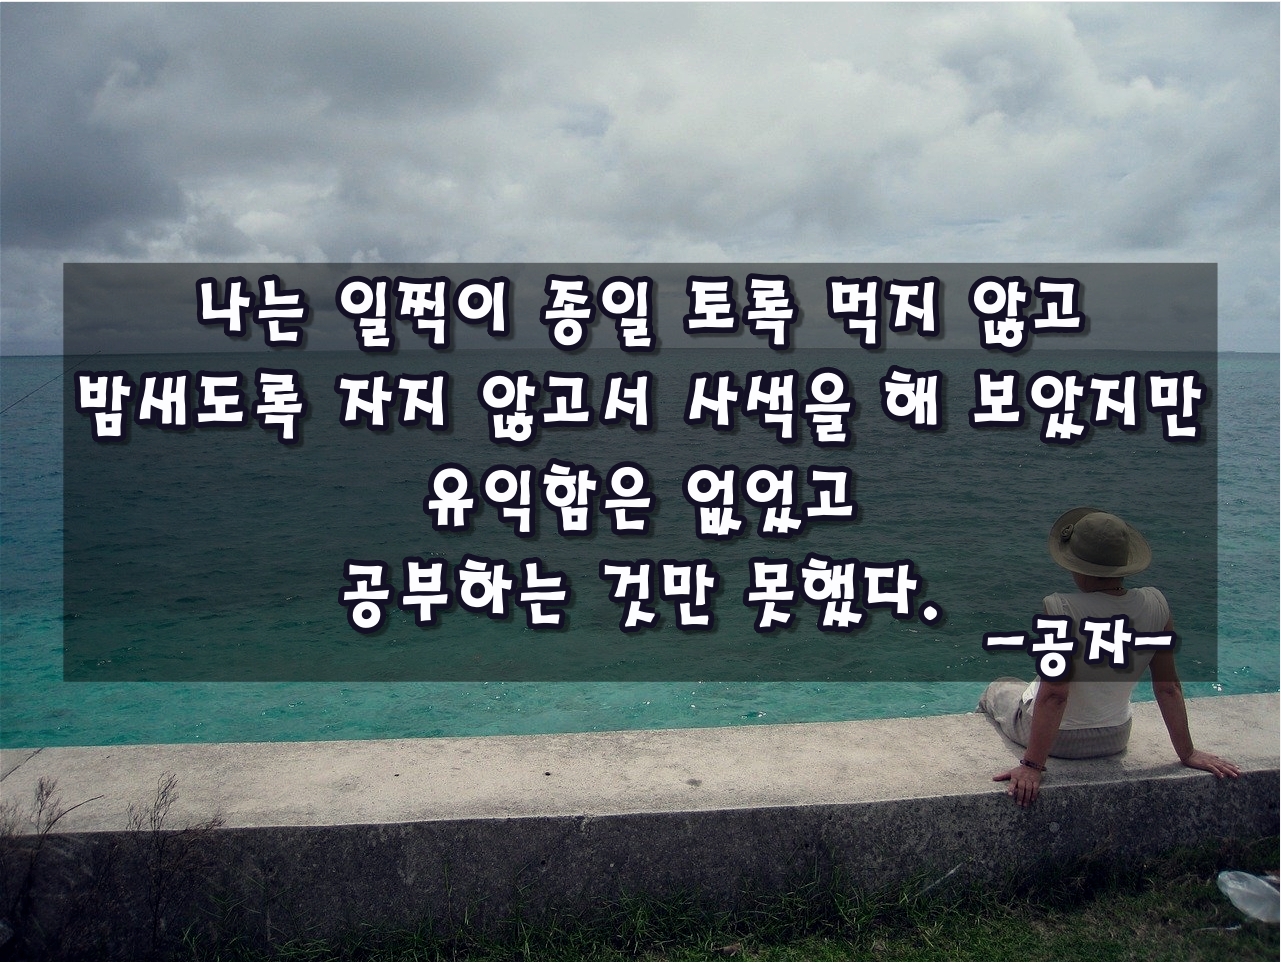 나는 일찍이 종일 토록 먹지 않고
밤새도록 자지 않고서 사색을 해 보았지만
유익함은 없었고
공부하는 것만 못했다.
-공자-